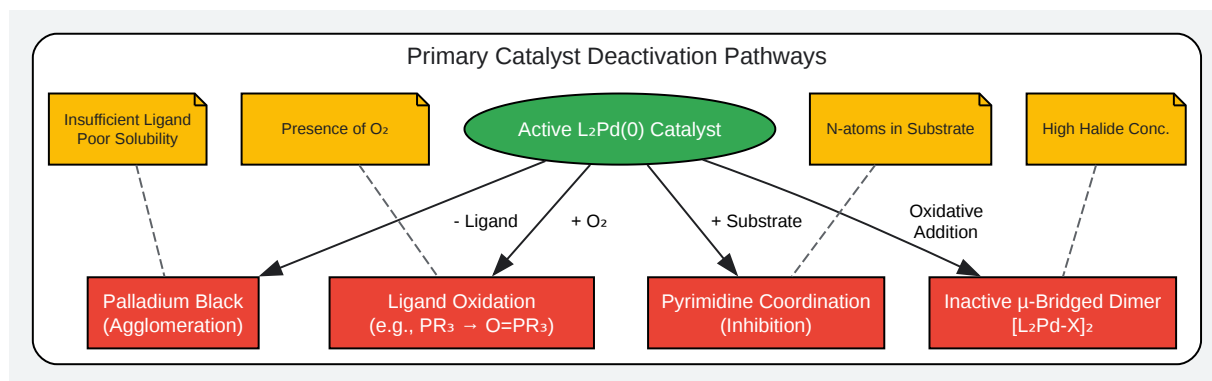 Primary Catalyst Deactivation Pathways
Insufficient Ligand
Poor Solubility
Presence of O₂
Active L₂Pd(0) Catalyst
N-atoms in Substrate
High Halide Conc.
- Ligand
+ O₂
+ Substrate
Oxidative
Addition
Palladium Black
(Agglomeration)
Ligand Oxidation
(e.g., PR₃ → O=PR₃)
Pyrimidine Coordination
(Inhibition)
Inactive µ-Bridged Dimer
[L₂Pd-X]₂